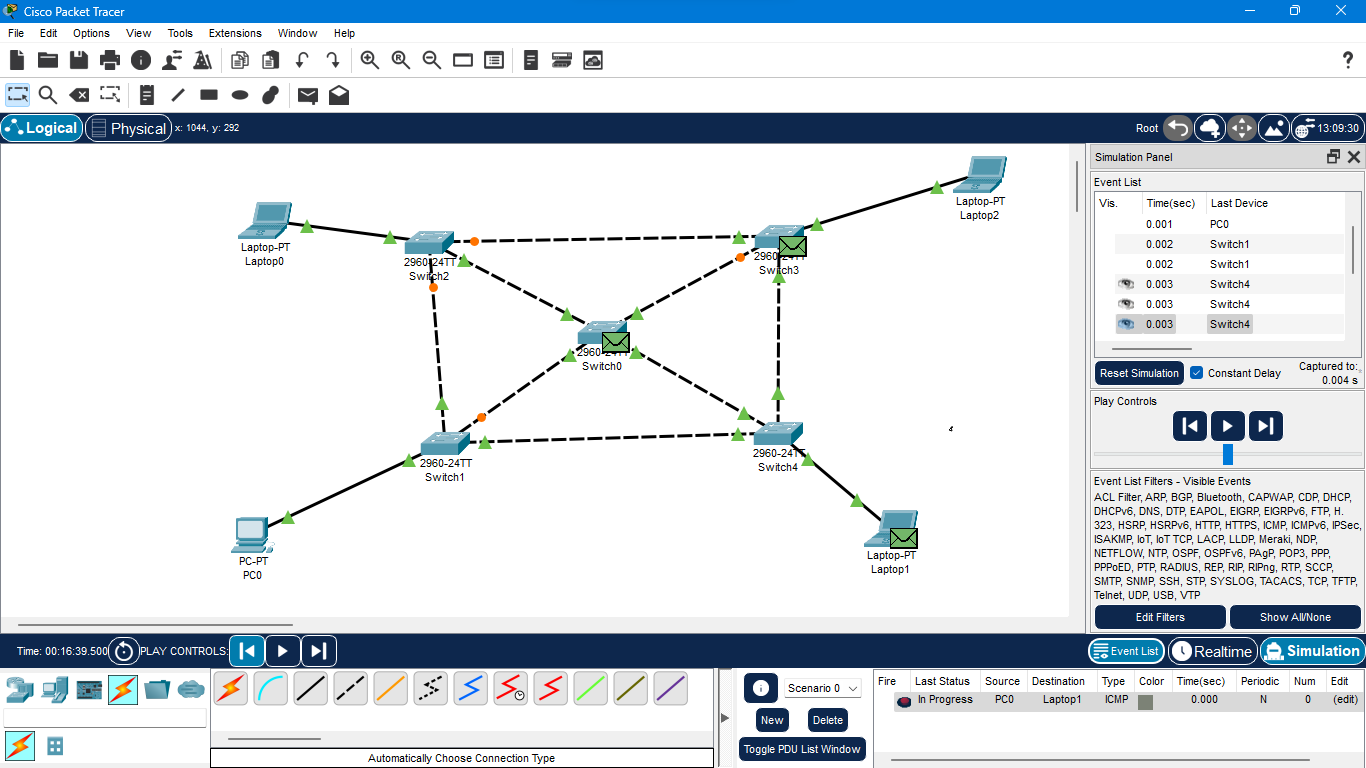 Cisco Packet Tracer
File Edit Options View Tools Extensions Window Help
Logical Physical x: 1044, y: 292 Root 13:09:30
Simulation Panel
Event List
Vis. Time(sec) Last Device
0.001 PC0
0.002 Switch1
0.002 Switch1
0.003 Switch4
0.003 Switch4
0.003 Switch4
Reset Simulation Constant Delay Captured to:
0.004 s
Play Controls
Event List Filters - Visible Events
ACL Filter, ARP, BGP, Bluetooth, CAPWAP, CDP, DHCP,
DHCPv6, DNS, DTP, EAPOL, EIGRP, EIGRPv6, FTP, H.
323, HSRP, HSRPv6, HTTP, HTTPS, ICMP, ICMPv6, IPSec,
ISAKMP, IoT, IoT TCP, LACP, LLDP, Meraki, NDP,
NETFLOW, NTP, OSPF, OSPFv6, PAgP, POP3, PPP,
PPPoED, PTP, RADIUS, REP, RIP, RIPng, RTP, SCCP,
SMTP, SNMP, SSH, STP, SYSLOG, TACACS, TCP, TFTP,
Telnet, UDP, USB, VTP
Edit Filters Show All/None
Laptop-PT
Laptop0
2960-24TT
Switch2
2960-24TT
Switch3
Laptop-PT
Laptop2
2960-24TT
Switch0
2960-24TT
Switch1
2960-24TT
Switch4
PC-PT
PC0
Laptop-PT
Laptop1
Time: 00:16:39.500 PLAY CONTROLS: Event List Realtime Simulation
Scenario 0
New Delete
Toggle PDU List Window
Automatically Choose Connection Type
Fire Last Status Source Destination Type Color Time(sec) Periodic Num Edit
In Progress PC0 Laptop1 ICMP 0.000 N 0 (edit)